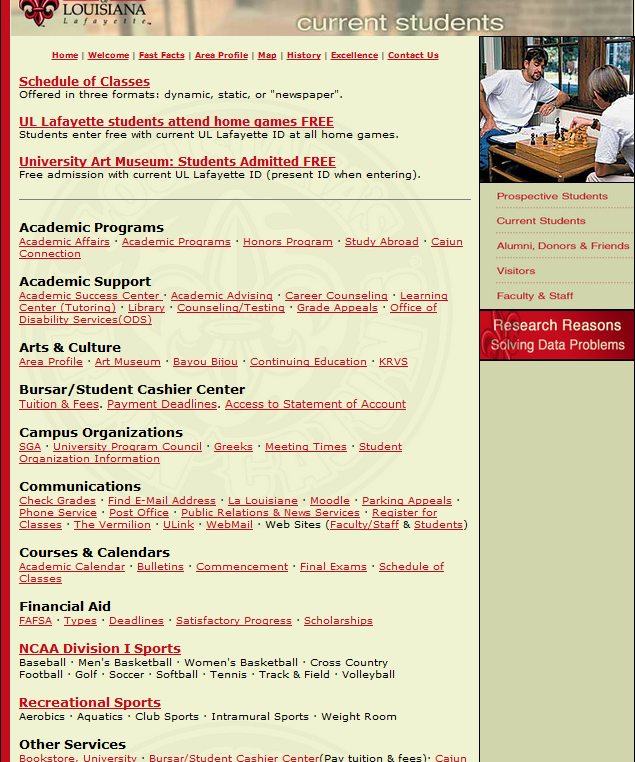 LOUISIANA
Lafayette
current students
Home | Welcome | Fast Facts | Area Profile | Map | History | Excellence | Contact Us
Schedule of Classes
Offered in three formats: dynamic, static, or "newspaper".
UL Lafayette students attend home games FREE
Students enter free with current UL Lafayette ID at all home games.
University Art Museum: Students Admitted FREE
Free admission with current UL Lafayette ID (present ID when entering).
Academic Programs
Academic Affairs · Academic Programs · Honors Program · Study Abroad · Cajun
Connection
Academic Support
Academic Success Center · Academic Advising · Career Counseling · Learning
Center (Tutoring) · Library · Counseling/Testing · Grade Appeals · Office of
Disability Services(ODS)
Arts & Culture
Area Profile · Art Museum · Bayou Bijou · Continuing Education · KRVS
Bursar/Student Cashier Center
Tuition & Fees. Payment Deadlines. Access to Statement of Account
Campus Organizations
SGA · University Program Council · Greeks · Meeting Times · Student
Organization Information
Communications
Check Grades · Find E-Mail Address · La Louisiane · Moodle · Parking Appeals ·
Phone Service · Post Office · Public Relations & News Services · Register for
Classes · The Vermilion · ULink · WebMail · Web Sites (Faculty/Staff & Students)
Courses & Calendars
Academic Calendar · Bulletins · Commencement · Final Exams · Schedule of
Classes
Financial Aid
FAFSA · Types · Deadlines · Satisfactory Progress · Scholarships
NCAA Division I Sports
Baseball · Men's Basketball · Women's Basketball · Cross Country
Football · Golf · Soccer · Softball · Tennis · Track & Field · Volleyball
Recreational Sports
Aerobics · Aquatics · Club Sports · Intramural Sports · Weight Room
Other Services
Bookstore, University · Bursar/Student Cashier Center(Pay tuition & fees)· Cajun
Prospective Students
Current Students
Alumni, Donors & Friends
Visitors
Faculty & Staff
Research Reasons
Solving Data Problems